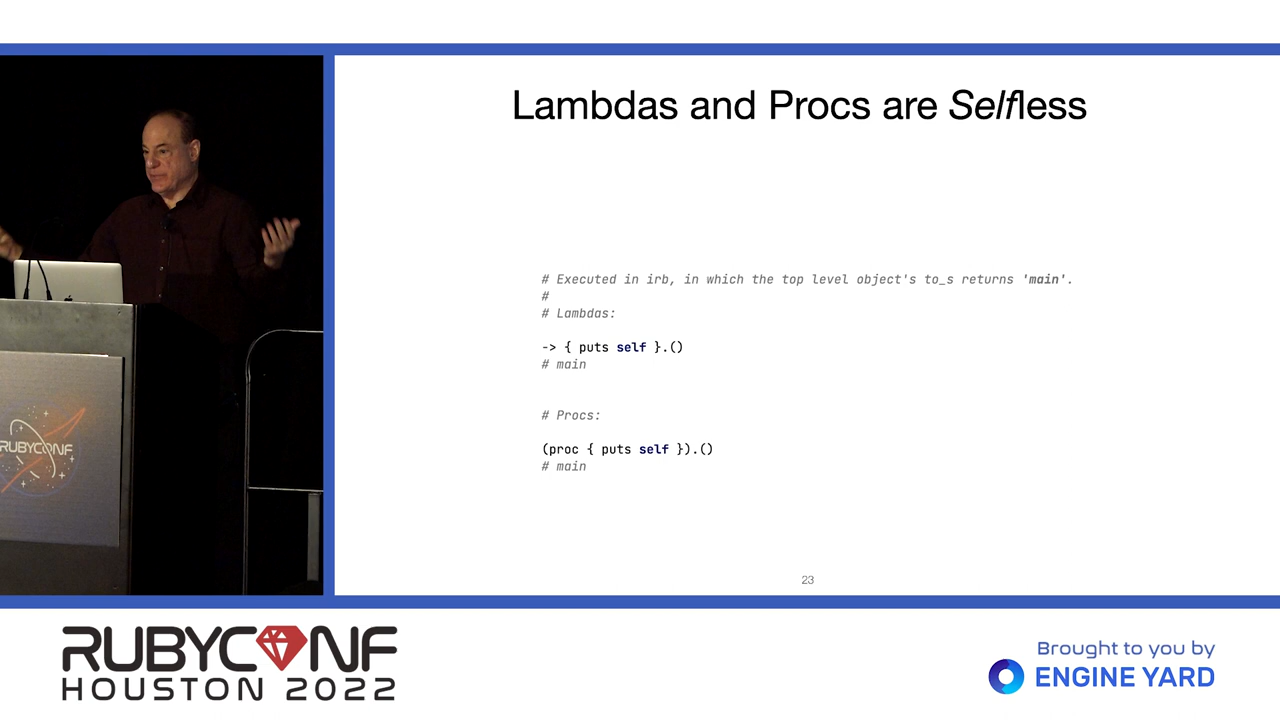 Lambdas and Procs are Selfless
# Executed in irb, in which the top level object's to_s returns 'main'.
#
# Lambdas:
-> { puts self }.()
# main
# Procs:
(proc { puts self }).()
# main
23
RUBYCONF
RUBYCONF
HOUSTON 2022
Brought to you by
ENGINE YARD